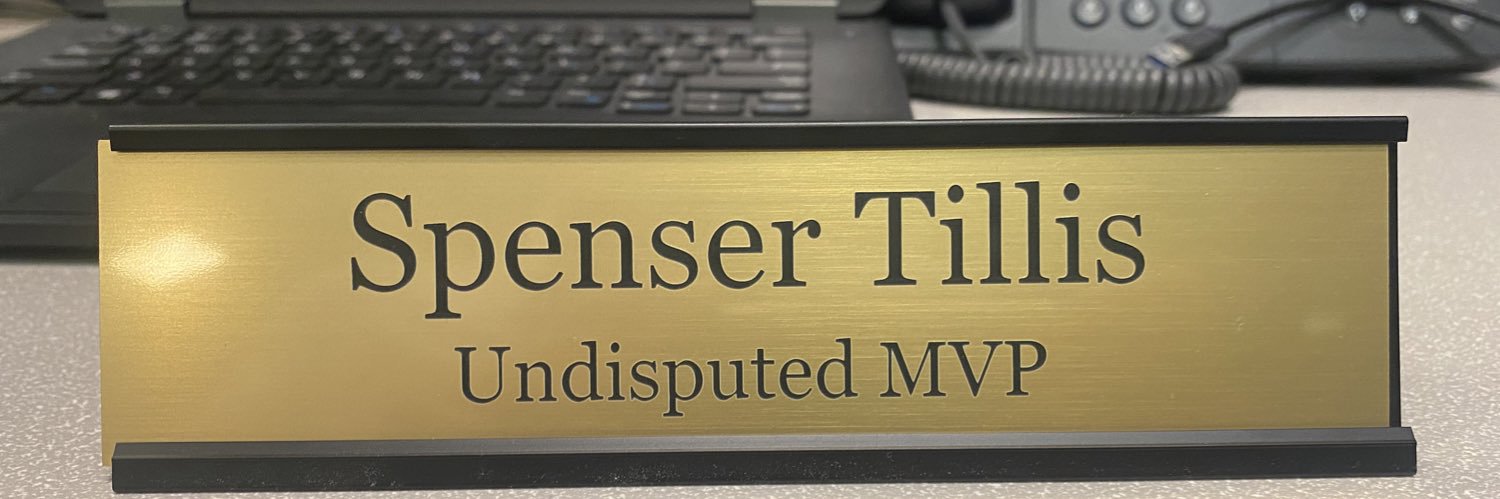 Spenser Tillis
Undisputed MVP